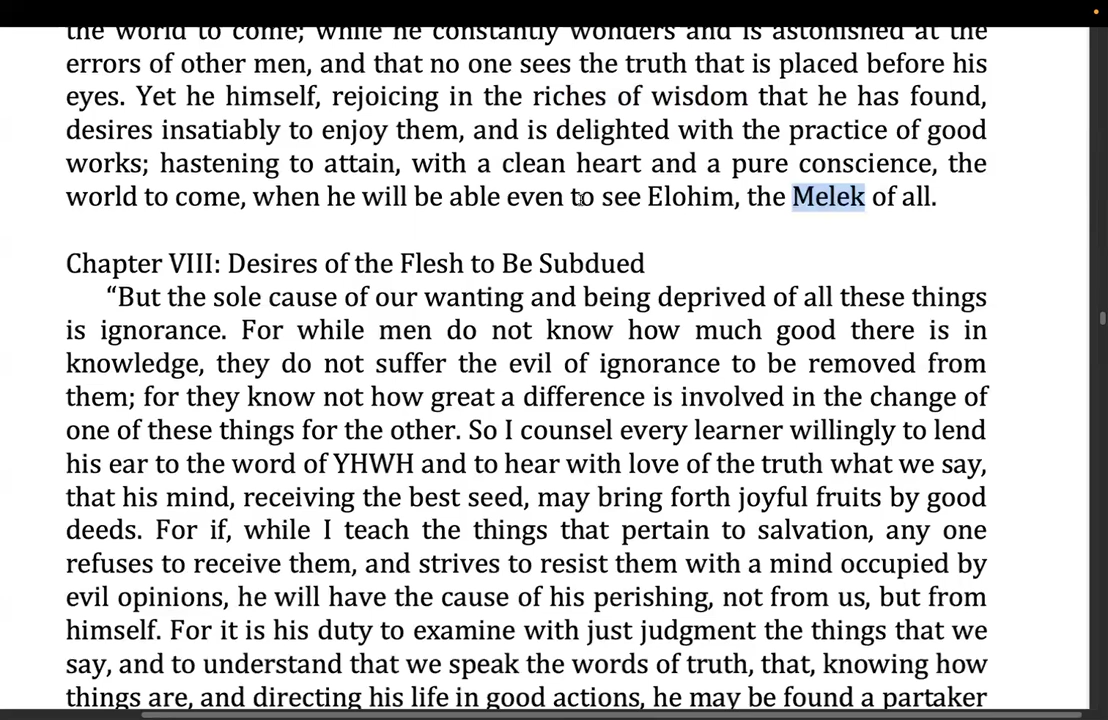 the world to come; while he constantly wonders and is astonished at the
errors of other men, and that no one sees the truth that is placed before his
eyes. Yet he himself, rejoicing in the riches of wisdom that he has found,
desires insatiably to enjoy them, and is delighted with the practice of good
works; hastening to attain, with a clean heart and a pure conscience, the
world to come, when he will be able even to see Elohim, the Melek of all.
Chapter VIII: Desires of the Flesh to Be Subdued
“But the sole cause of our wanting and being deprived of all these things
is ignorance. For while men do not know how much good there is in
knowledge, they do not suffer the evil of ignorance to be removed from
them; for they know not how great a difference is involved in the change of
one of these things for the other. So I counsel every learner willingly to lend
his ear to the word of YHWH and to hear with love of the truth what we say,
that his mind, receiving the best seed, may bring forth joyful fruits by good
deeds. For if, while I teach the things that pertain to salvation, any one
refuses to receive them, and strives to resist them with a mind occupied by
evil opinions, he will have the cause of his perishing, not from us, but from
himself. For it is his duty to examine with just judgment the things that we
say, and to understand that we speak the words of truth, that, knowing how
things are, and directing his life in good actions, he may be found a partaker